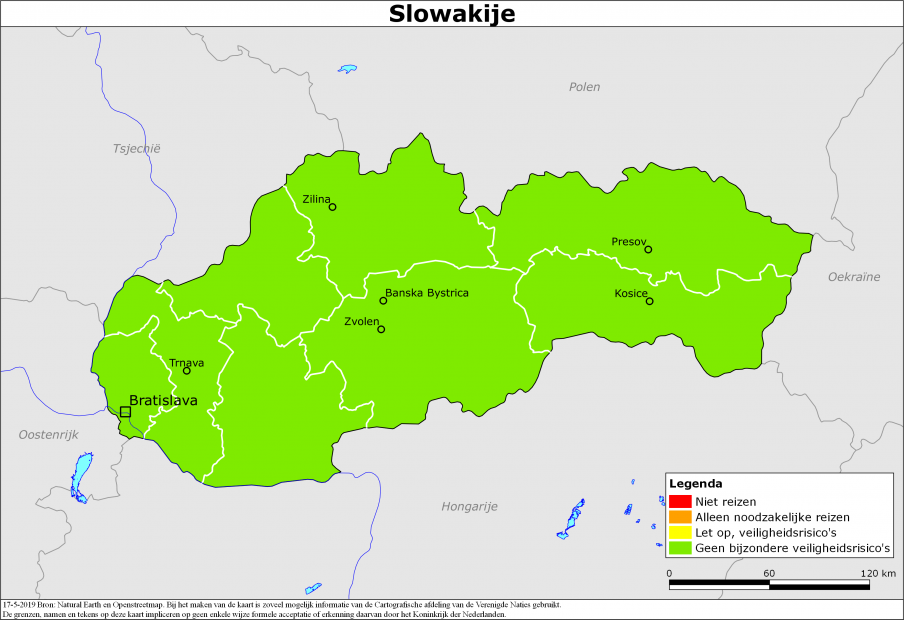 Slowakije
Polen
Tsjechië
Zilina
Presov
Oekraïne
Banska Bystrica
Kosice
Zvolen
Trnava
Bratislava
Oostenrijk
Hongarije
Legenda
Niet reizen
Alleen noodzakelijke reizen
Let op, veiligheidsrisico's
Geen bijzondere veiligheidsrisico's
0 60 120 km
17-5-2019 Bron: Natural Earth en Openstreetmap. Bij het maken van de kaart is zoveel mogelijk informatie van de Cartografische afdeling van de Verenigde Naties gebruikt.
De grenzen, namen en tekens op deze kaart impliceren op geen enkele wijze formele acceptatie of erkenning daarvan door het Koninkrijk der Nederlanden.